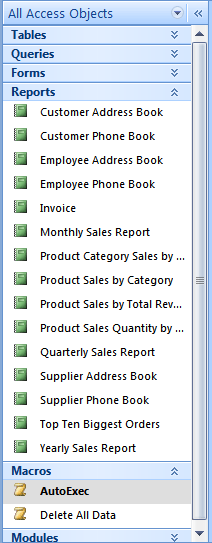 All Access Objects
Tables
Queries
Forms
Reports
Customer Address Book
Customer Phone Book
Employee Address Book
Employee Phone Book
Invoice
Monthly Sales Report
Product Category Sales by ...
Product Sales by Category
Product Sales by Total Rev...
Product Sales Quantity by ...
Quarterly Sales Report
Supplier Address Book
Supplier Phone Book
Top Ten Biggest Orders
Yearly Sales Report
Macros
AutoExec
Delete All Data
Modules